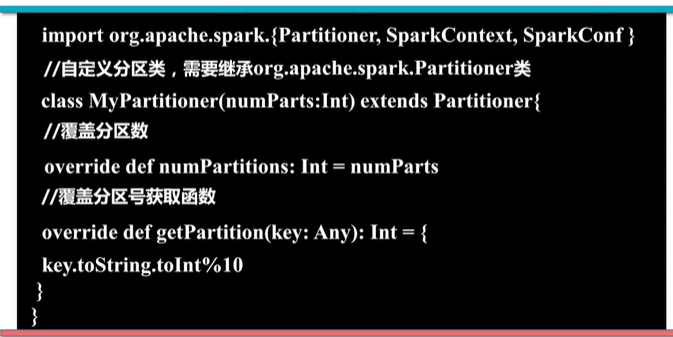 import org.apache.spark.{Partitioner, SparkContext, SparkConf }
//自定义分区类，需要继承org.apache.spark.Partitioner类
class MyPartitioner(numParts:Int) extends Partitioner{
//覆盖分区数
override def numPartitions: Int = numParts
//覆盖分区号获取函数
override def getPartition(key: Any): Int = {
key.toString.toInt%10
}
}